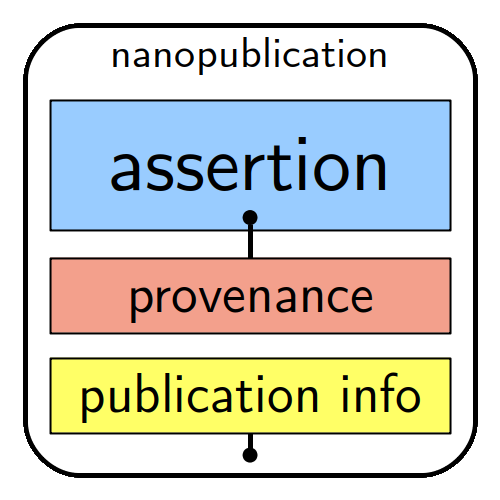 nanopublication
assertion
provenance
publication info